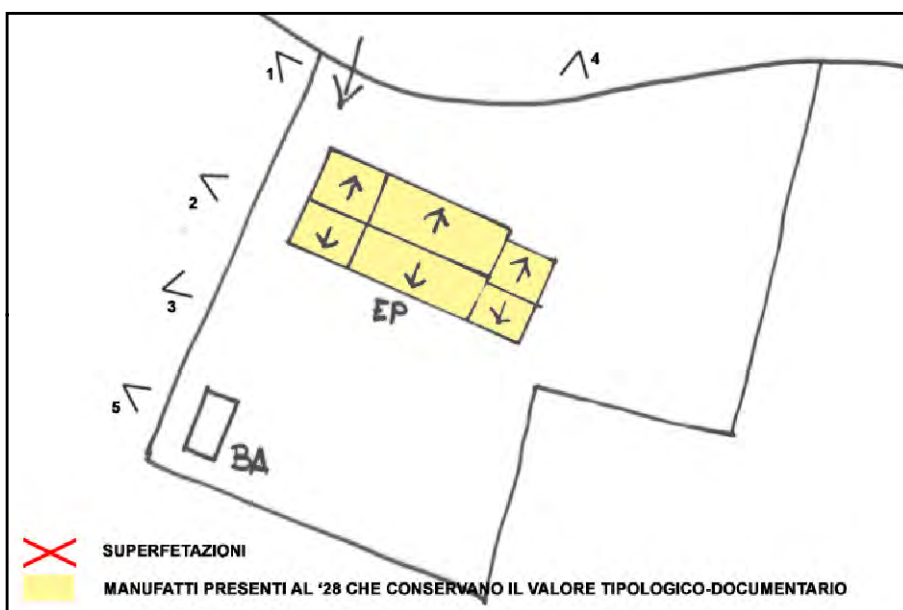 1
4
2
3
EP
5
BA
SUPERFETAZIONI
MANUFATTI PRESENTI AL ‘28 CHE CONSERVANO IL VALORE TIPOLOGICO-DOCUMENTARIO